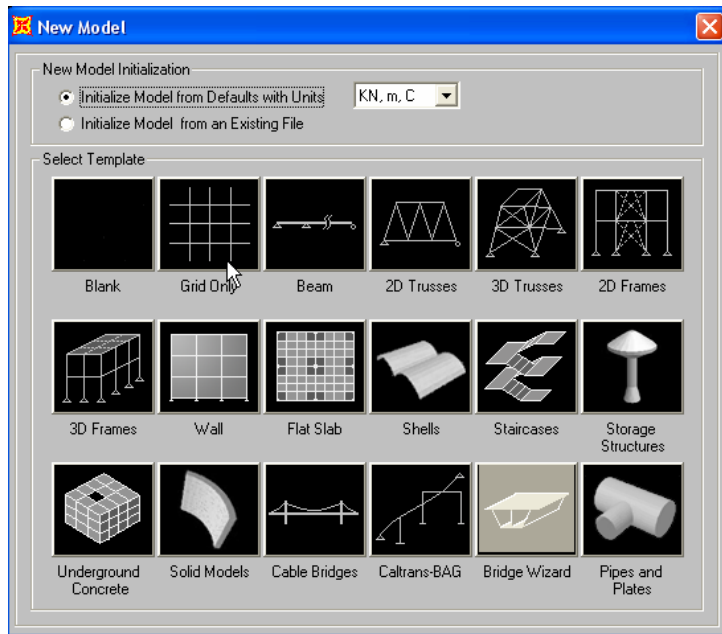 New Model
New Model Initialization
Initialize Model from Defaults with Units
KN, m, C
Initialize Model from an Existing File
Select Template
Blank
Grid Only
Beam
2D Trusses
3D Trusses
2D Frames
3D Frames
Wall
Flat Slab
Shells
Staircases
Storage
Structures
Underground
Concrete
Solid Models
Cable Bridges
Caltrans-BAG
Bridge Wizard
Pipes and
Plates